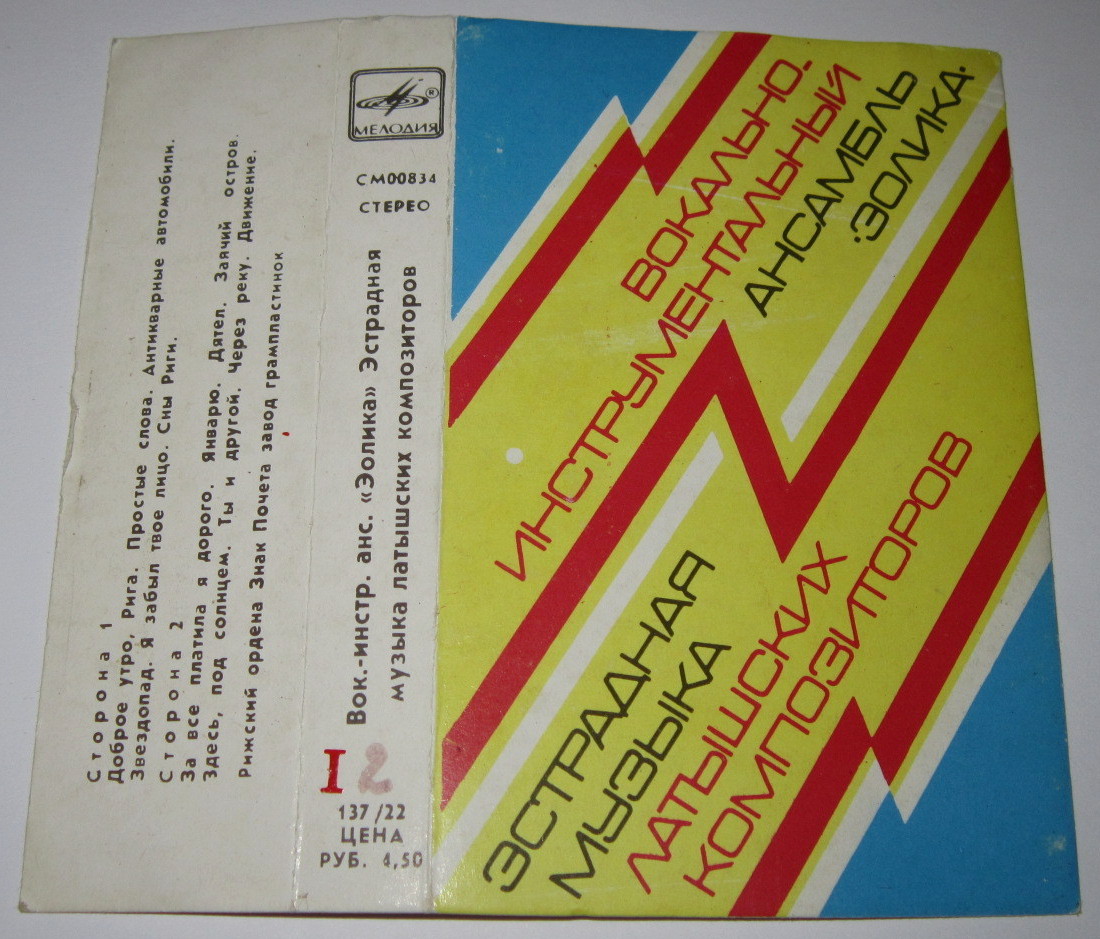 Сторона 1
Доброе утро, Рига. Простые слова. Антикварные автомобили.
Звездопад. Я забыл твое лицо. Сны Риги.
Сторона 2
За все платила я дорого. Январю. Дятел. Заячий остров.
Здесь, под солнцем. Ты и другой. Через реку. Движение.
Рижский ордена Знак Почета завод грампластинок
МЕЛОДИЯ
®
СМ00834
СТЕРЕО
Вок.-инстр. анс. «Эолика» Эстрадная
музыка латышских композиторов
I 2
137/22
ЦЕНА
РУБ. 4,50
ВОКАЛЬНО-
ИНСТРУМЕНТАЛЬНЫЙ
АНСАМБЛЬ
·ЭОЛИКА·
ЭСТРАДНАЯ
МУЗЫКА
ЛАТЫШСКИХ
КОМПОЗИТОРОВ